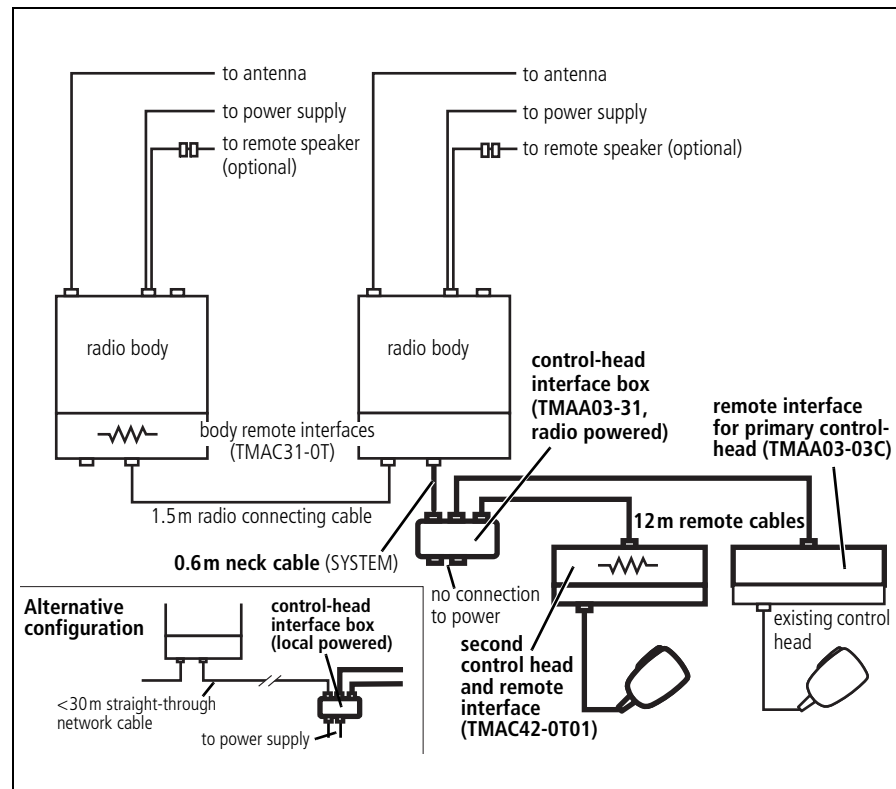 to antenna
to power supply
to remote speaker
(optional)
to antenna
to power supply
to remote speaker (optional)
radio body
radio body
control-head
interface box
(TMAA03-31,
radio powered)
remote interface
for primary control-
head (TMAA03-03C)
body remote interfaces
(TMAC31-0T)
1.5m radio connecting cable
12m remote cables
0.6m neck cable (SYSTEM)
no connection
to power
existing control
head
second
control head
and remote
interface
(TMAC42-0T01)
Alternative
configuration
control-head
interface box
(local powered)
<30m straight-through
network cable
to power supply